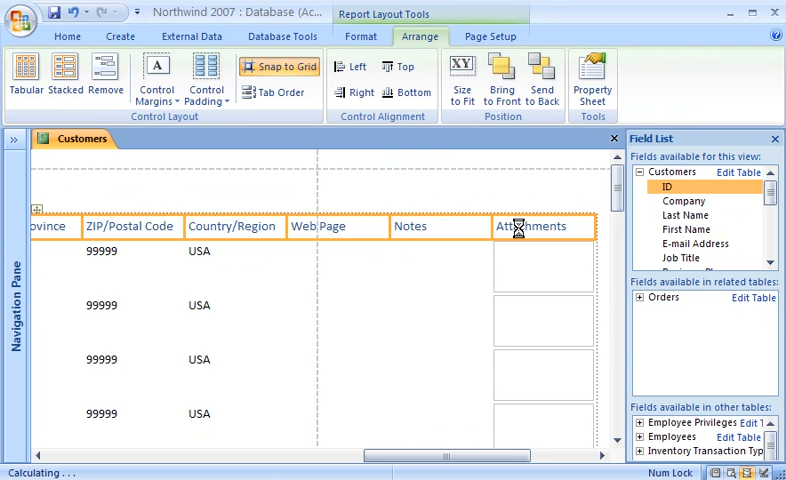 Northwind 2007 : Database (Ac... Report Layout Tools
Home Create External Data Database Tools Format Arrange Page Setup
Tabular Stacked Remove Control Margins Control Padding Snap to Grid Tab Order Left Right Top Bottom Size to Fit Bring to Front Send to Back Property Sheet
Control Layout Control Alignment Position Tools
Customers
Navigation Pane
ovince ZIP/Postal Code Country/Region Web Page Notes Attachments
99999 USA
99999 USA
99999 USA
99999 USA
Field List
Fields available for this view:
Customers Edit Table
ID
Company
Last Name
First Name
E-mail Address
Job Title
Fields available in related tables:
Orders Edit Table
Fields available in other tables:
Employee Privileges Edit T
Employees Edit Table
Inventory Transaction Typ
Calculating . . . Num Lock